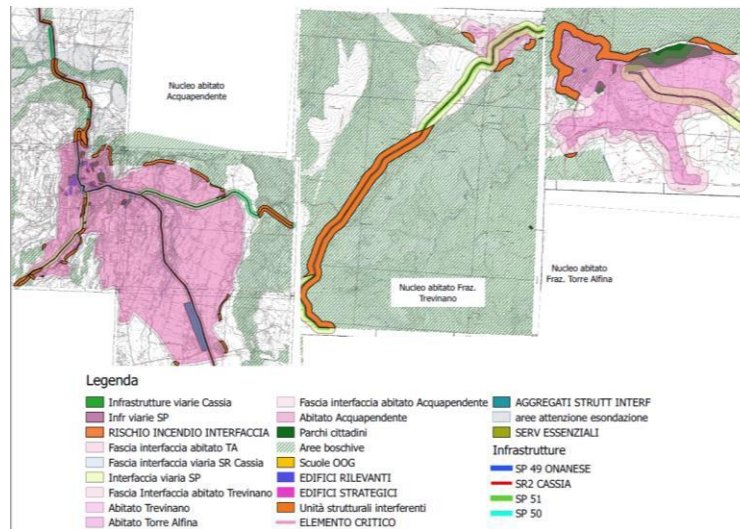 Nucleo abitato
Acquapendente
Nucleo abitato Fraz.
Trevinano
Nucleo abitato
Fraz. Torre Alfina
Legenda
Infrastrutture viarie Cassia
Infr viarie SP
RISCHIO INCENDIO INTERFACCIA
Fascia interfaccia abitato TA
Fascia interfaccia viaria SR Cassia
Interfaccia viaria SP
Fascia Interfaccia abitato Trevinano
Abitato Trevinano
Abitato Torre Alfina
Fascia interfaccia abitato Acquapendente
Abitato Acquapendente
Parchi cittadini
Aree boschive
Scuole OOG
EDIFICI RILEVANTI
EDIFICI STRATEGICI
Unità strutturali interferenti
ELEMENTO CRITICO
AGGREGATI STRUTT INTERF
aree attenzione esondazione
SERV ESSENZIALI
Infrastrutture
SP 49 ONANESE
SR2 CASSIA
SP 51
SP 50